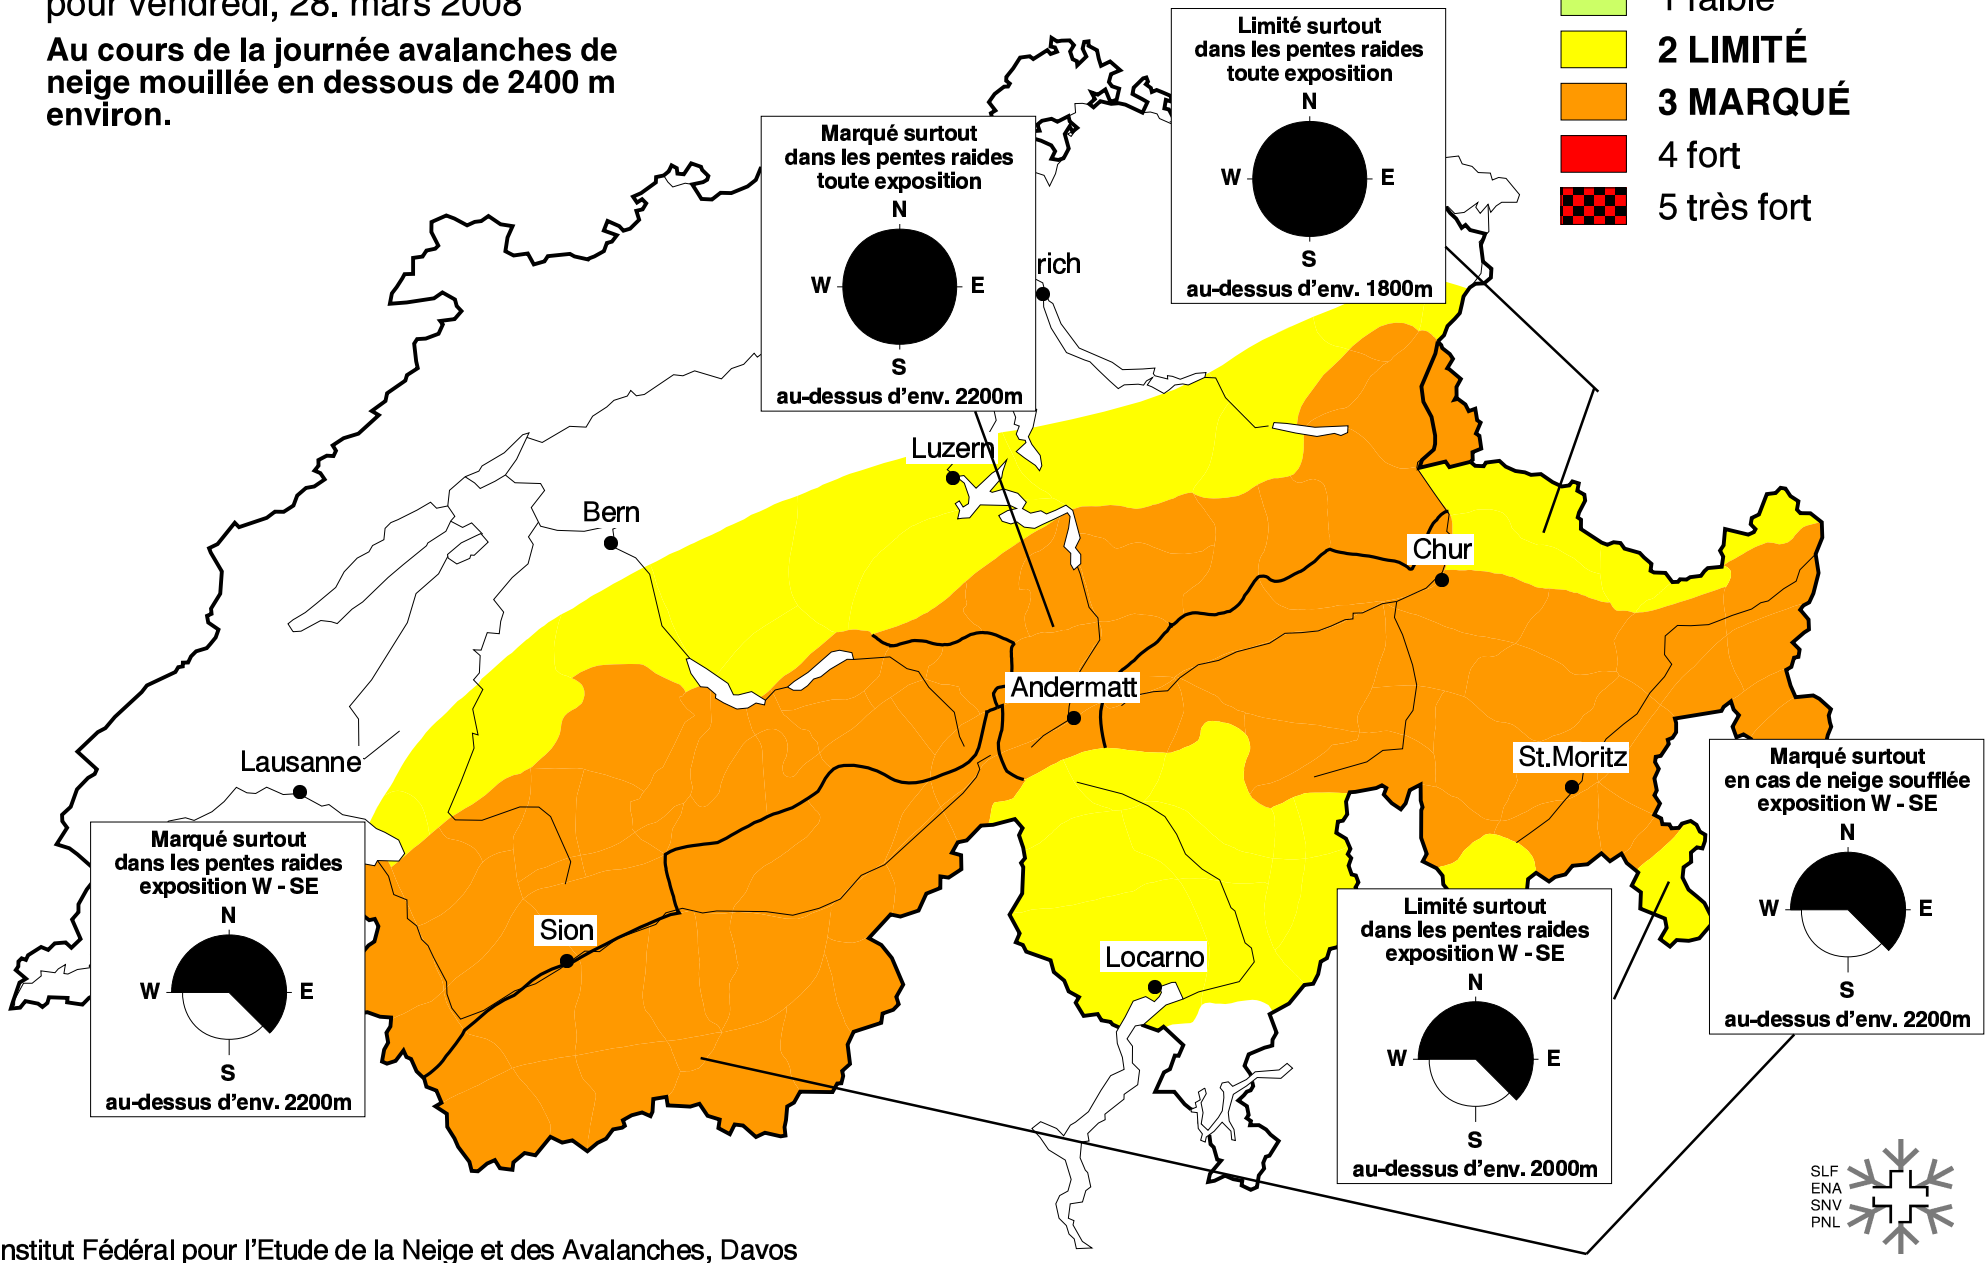 pour vendredi, 28. mars 2008
Au cours de la journée avalanches de
neige mouillée en dessous de 2400 m
environ.
1 faible
2 LIMITÉ
3 MARQUÉ
4 fort
5 très fort
Limité surtout
dans les pentes raides
toute exposition
N
W
E
S
au-dessus d'env. 1800m
Marqué surtout
dans les pentes raides
toute exposition
N
W
E
S
au-dessus d'env. 2200m
rich
Luzern
Bern
Chur
Andermatt
Lausanne
St.Moritz
Sion
Locarno
Marqué surtout
dans les pentes raides
exposition W - SE
N
W
E
S
au-dessus d'env. 2200m
Marqué surtout
en cas de neige soufflée
exposition W - SE
N
W
E
S
au-dessus d'env. 2200m
Limité surtout
dans les pentes raides
exposition W - SE
N
W
E
S
au-dessus d'env. 2000m
SLF
ENA
SNV
PNL
nstitut Fédéral pour l'Etude de la Neige et des Avalanches, Davos